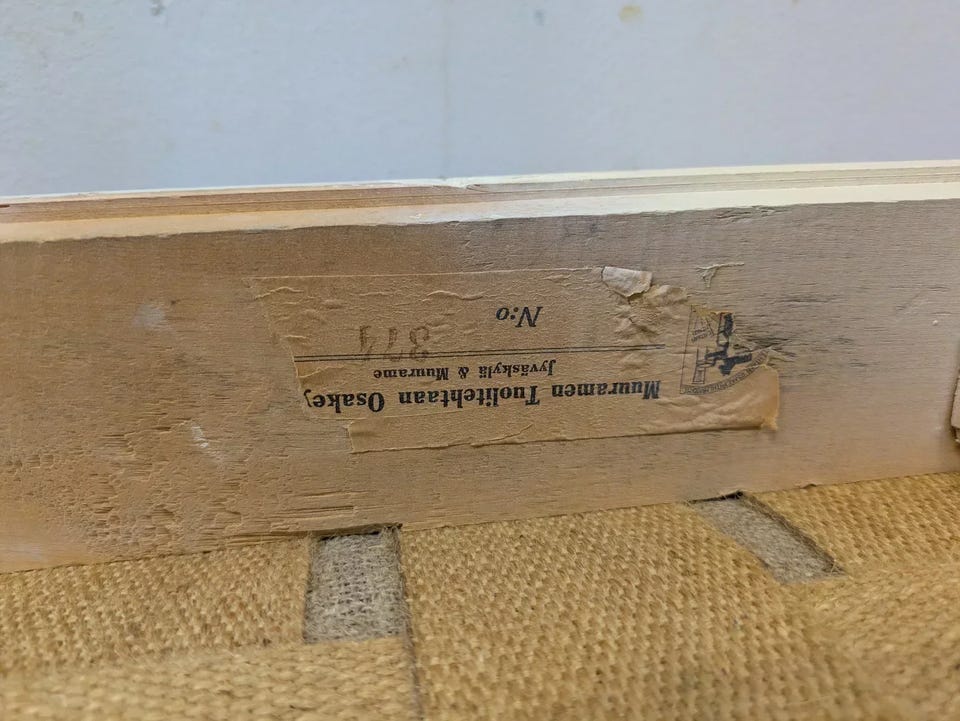 Muuramen Tuolitehtaan Osakey
Jyväskylä & Muurame
N:o